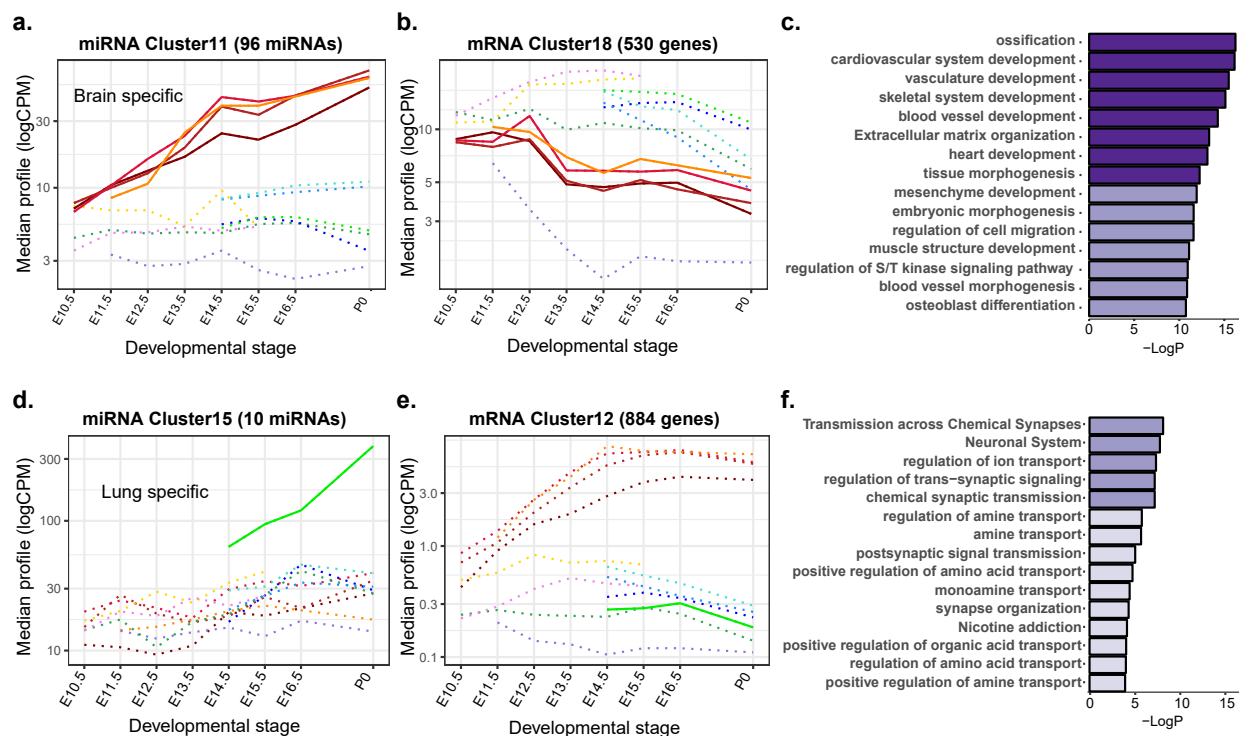 a.
miRNA Cluster11 (96 miRNAs)
Brain specific
Median profile (logCPM)
30
10
3
E10.5
E11.5
E12.5
E13.5
E14.5
E15.5
E16.5
P0
Developmental stage
b.
mRNA Cluster18 (530 genes)
Median profile (logCPM)
10
5
3
E10.5
E11.5
E12.5
E13.5
E14.5
E15.5
E16.5
P0
Developmental stage
c.
ossification
cardiovascular system development
vasculature development
skeletal system development
blood vessel development
Extracellular matrix organization
heart development
tissue morphogenesis
mesenchyme development
embryonic morphogenesis
regulation of cell migration
muscle structure development
regulation of S/T kinase signaling pathway
blood vessel morphogenesis
osteoblast differentiation
0 5 10 15
−LogP
d.
miRNA Cluster15 (10 miRNAs)
Lung specific
Median profile (logCPM)
300
100
30
10
E10.5
E11.5
E12.5
E13.5
E14.5
E15.5
E16.5
P0
Developmental stage
e.
mRNA Cluster12 (884 genes)
Median profile (logCPM)
3.0
1.0
0.3
0.1
E10.5
E11.5
E12.5
E13.5
E14.5
E15.5
E16.5
P0
Developmental stage
f.
Transmission across Chemical Synapses
Neuronal System
regulation of ion transport
regulation of trans−synaptic signaling
chemical synaptic transmission
regulation of amine transport
amine transport
postsynaptic signal transmission
positive regulation of amino acid transport
monoamine transport
synapse organization
Nicotine addiction
positive regulation of organic acid transport
regulation of amino acid transport
positive regulation of amine transport
0 5 10 15
−LogP